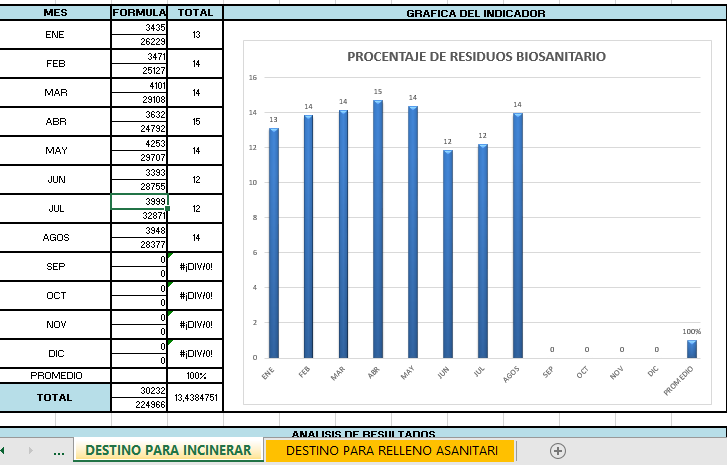 MES FORMULA TOTAL GRAFICA DEL INDICADOR
ENE 3435 26229 13
FEB 3471 25127 14
MAR 4101 29108 14
ABR 3632 24792 15
MAY 4253 29707 14
JUN 3393 28755 12
JUL 3999 32871 12
AGOS 3948 28377 14
SEP 0 0 #¡DIV/0!
OCT 0 0 #¡DIV/0!
NOV 0 0 #¡DIV/0!
DIC 0 0 #¡DIV/0!
PROMEDIO 100%
TOTAL 30232 224966 13,4384751
PROCENTAJE DE RESIDUOS BIOSANITARIO
16
14
12
10
8
6
4
2
0
13 14 14 15 14 12 12 14 0 0 0 0 100%
ENE FEB MAR ABR MAY JUN JUL AGOS SEP OCT NOV DIC PROMEDIO
ANALISIS DE RESULTADOS
... DESTINO PARA INCINERAR DESTINO PARA RELLENO ASANITARI